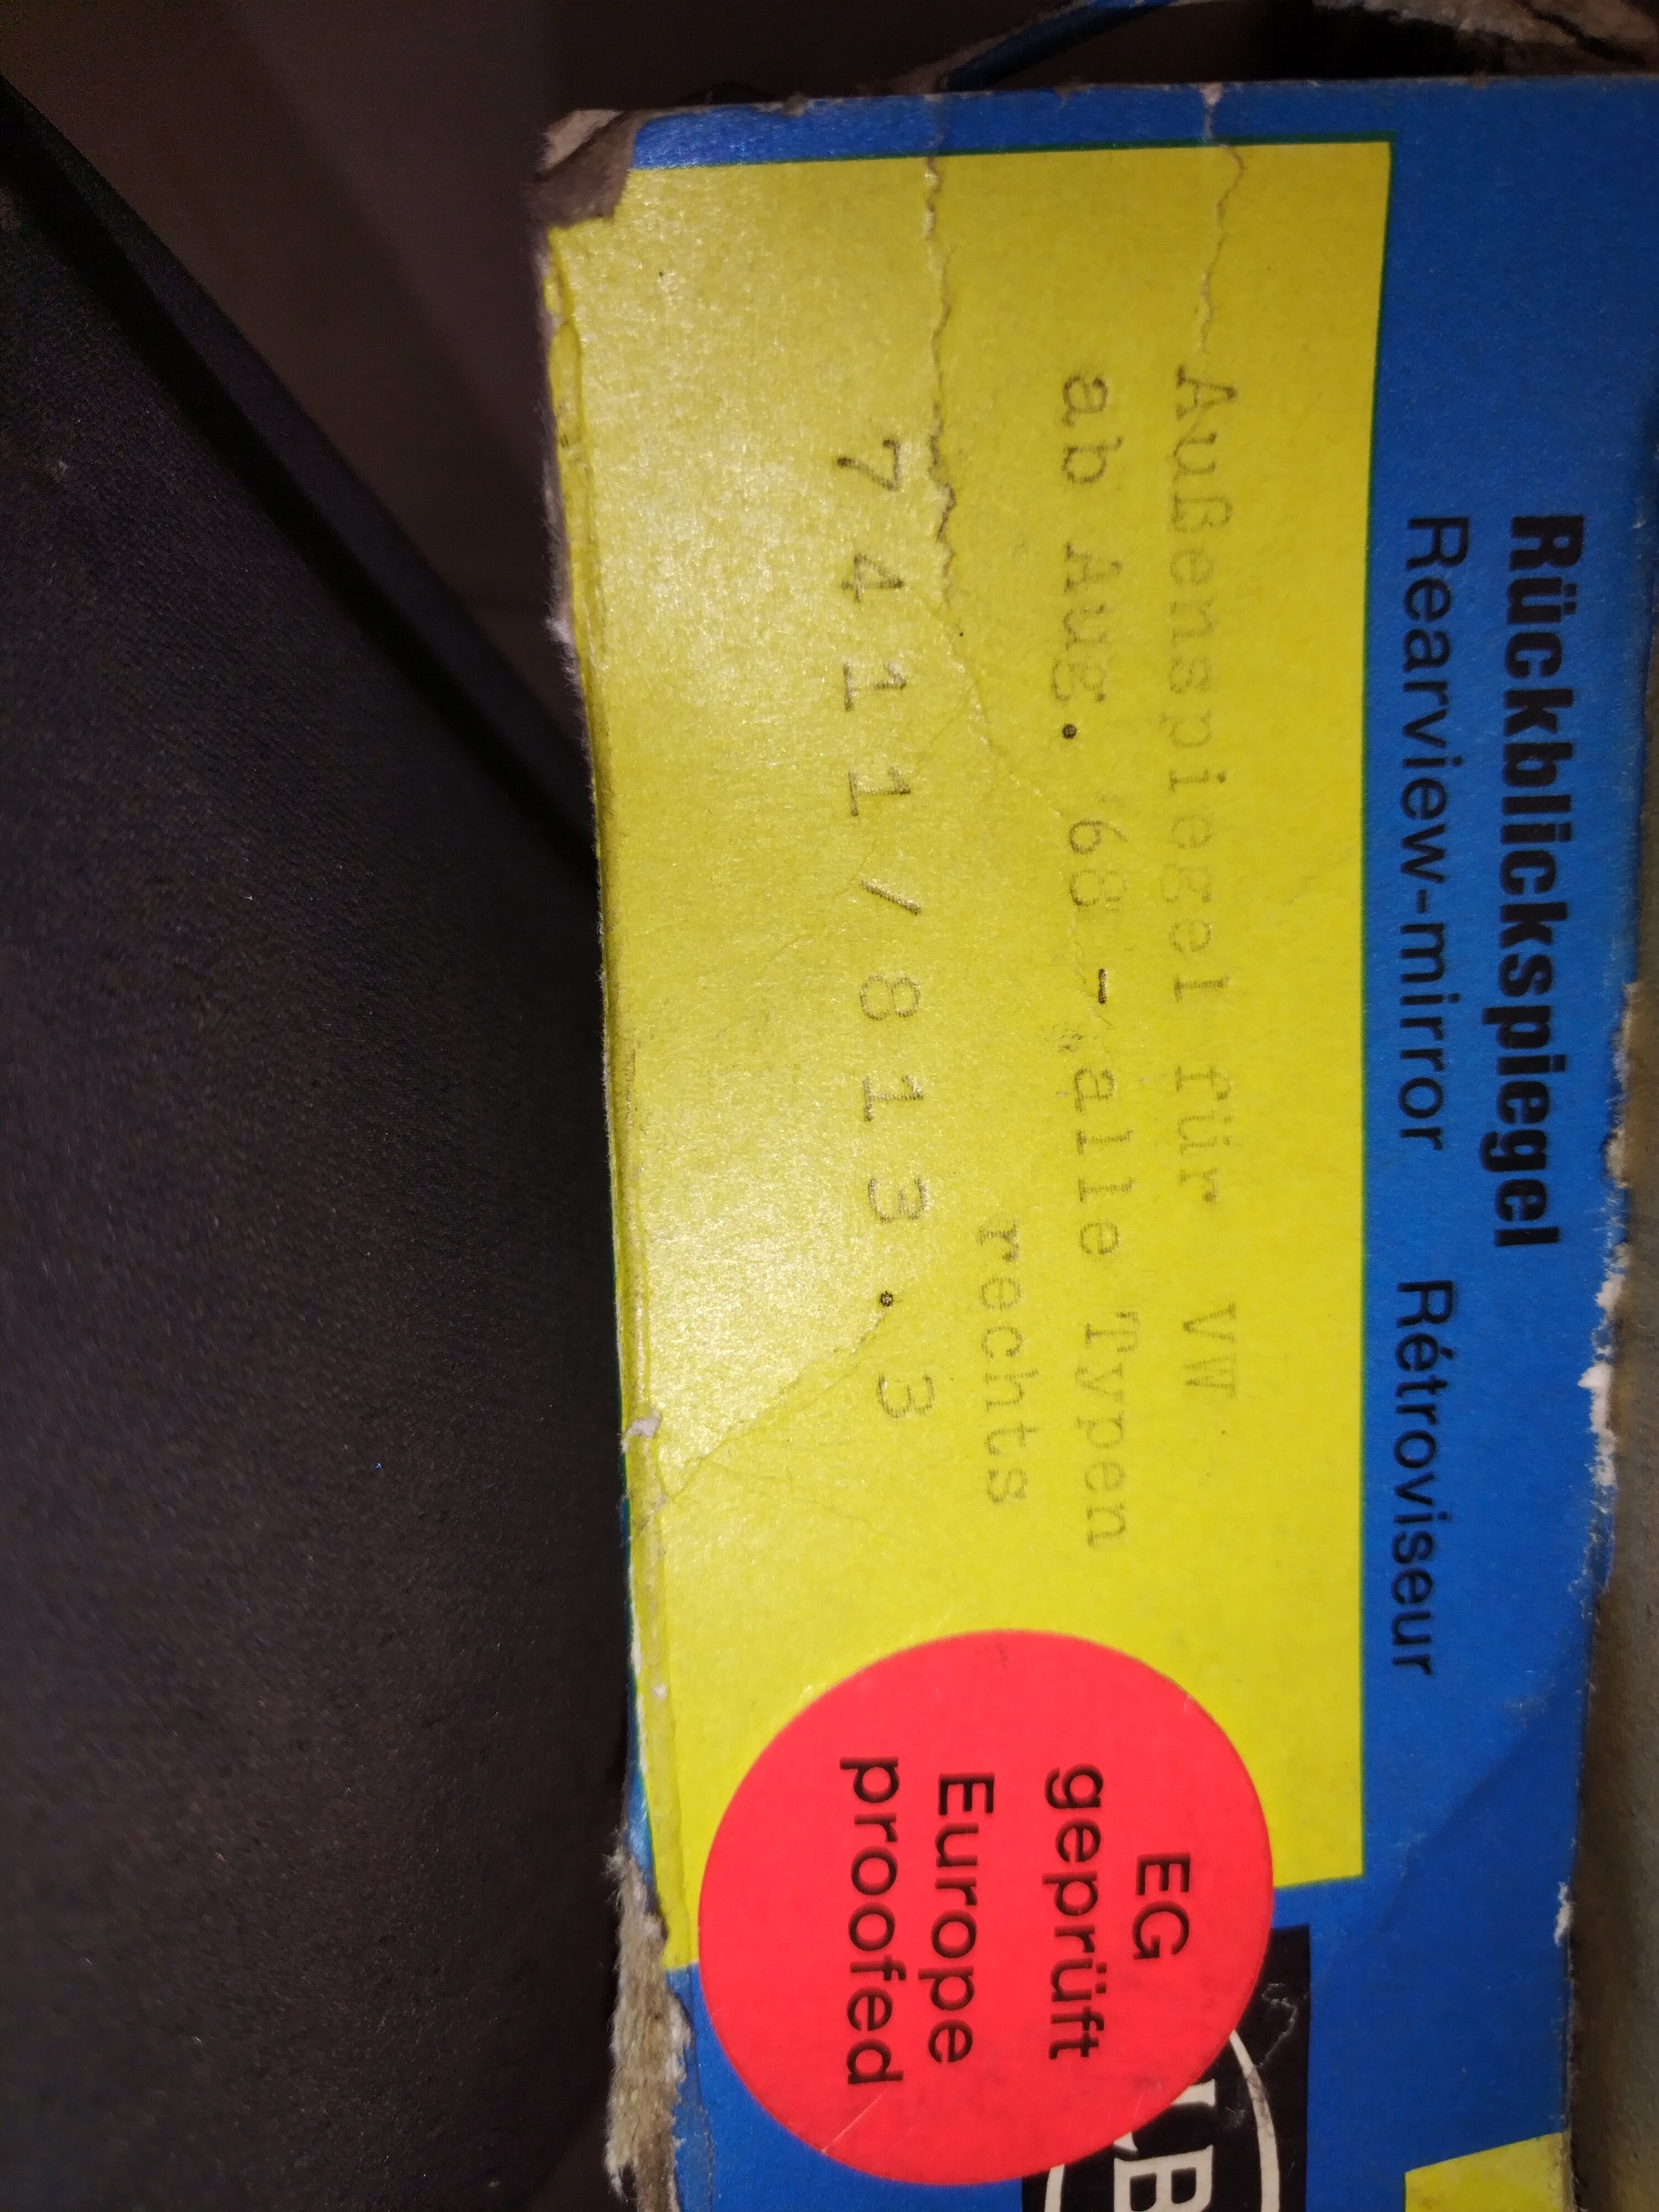 Rückblickspiegel
Rearview-mirror Rétroviseur
Außenspiegel für VW
ab Aug. 68 - alle Typen
rechts
7411/813.3
EG
geprüft
Europe
proofed